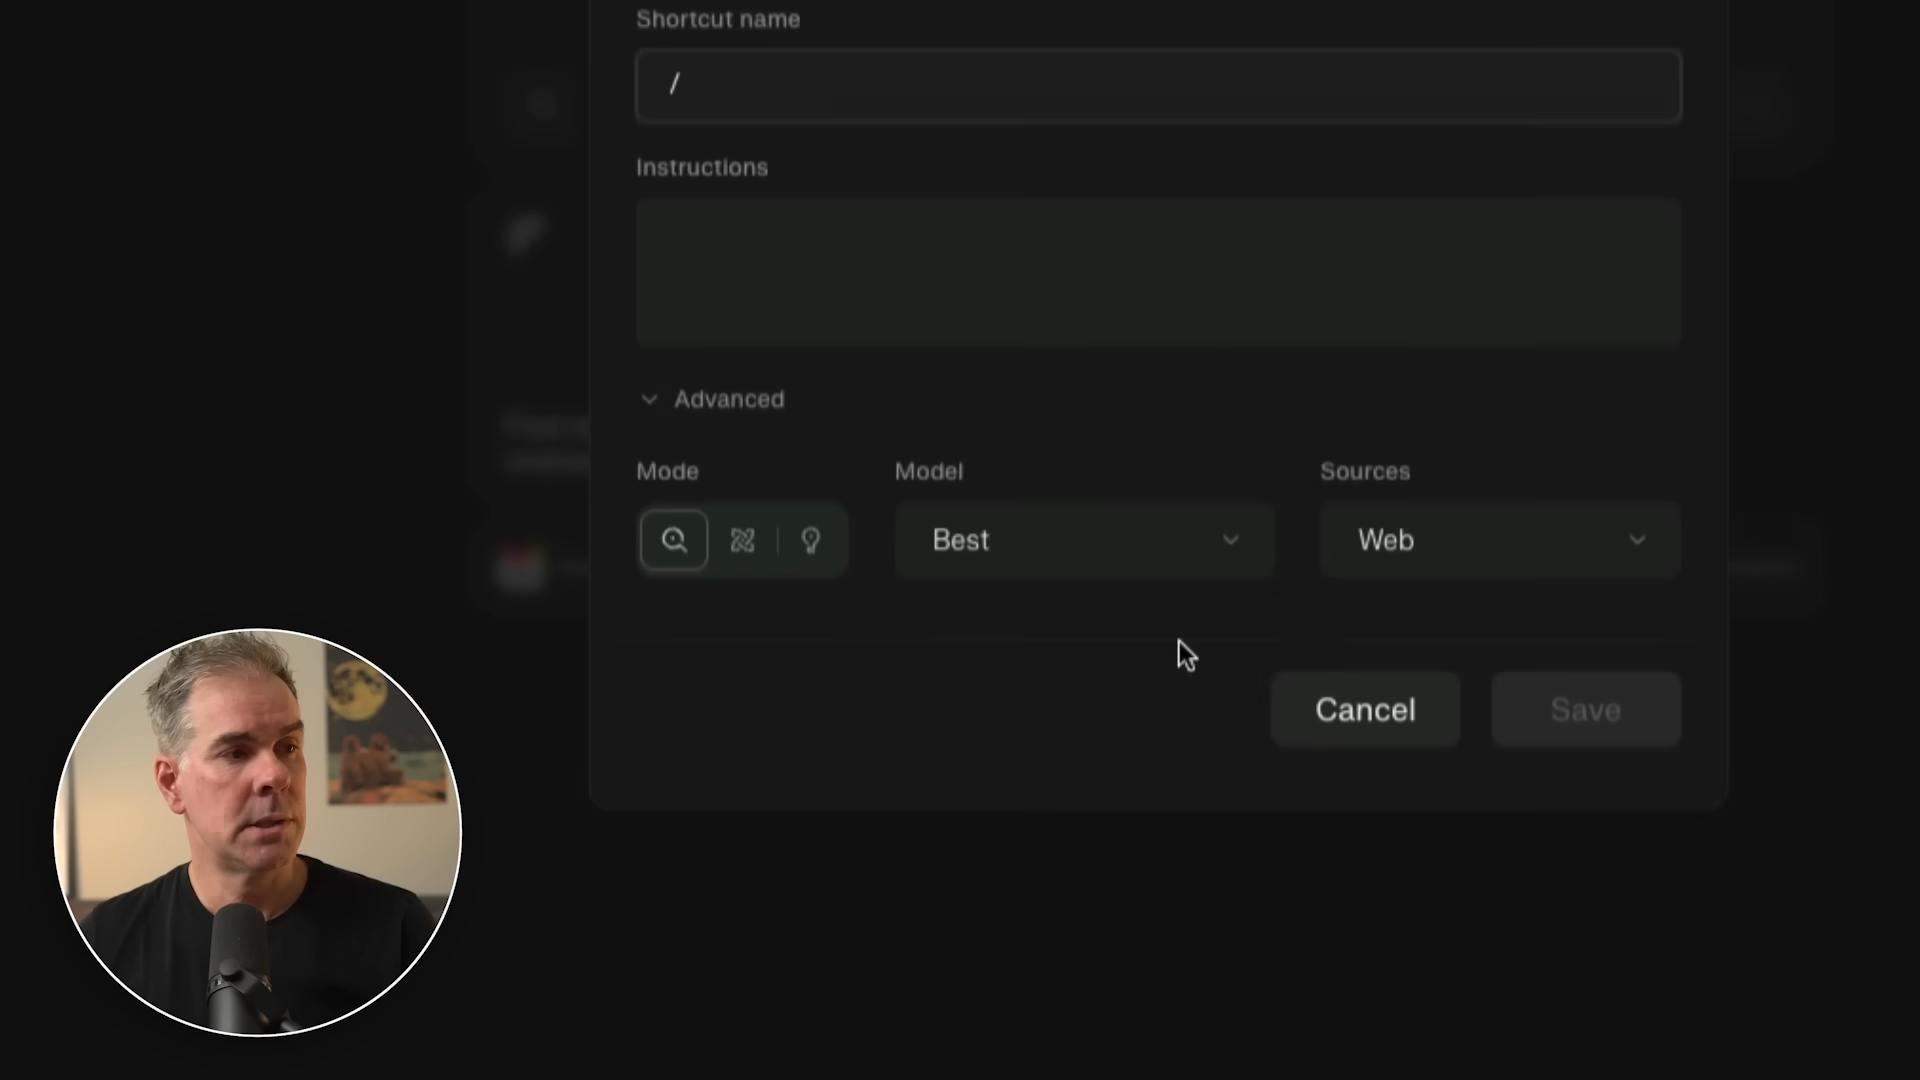 Shortcut name
/
Instructions
Advanced
Mode Model Sources
Best Web
Cancel Save